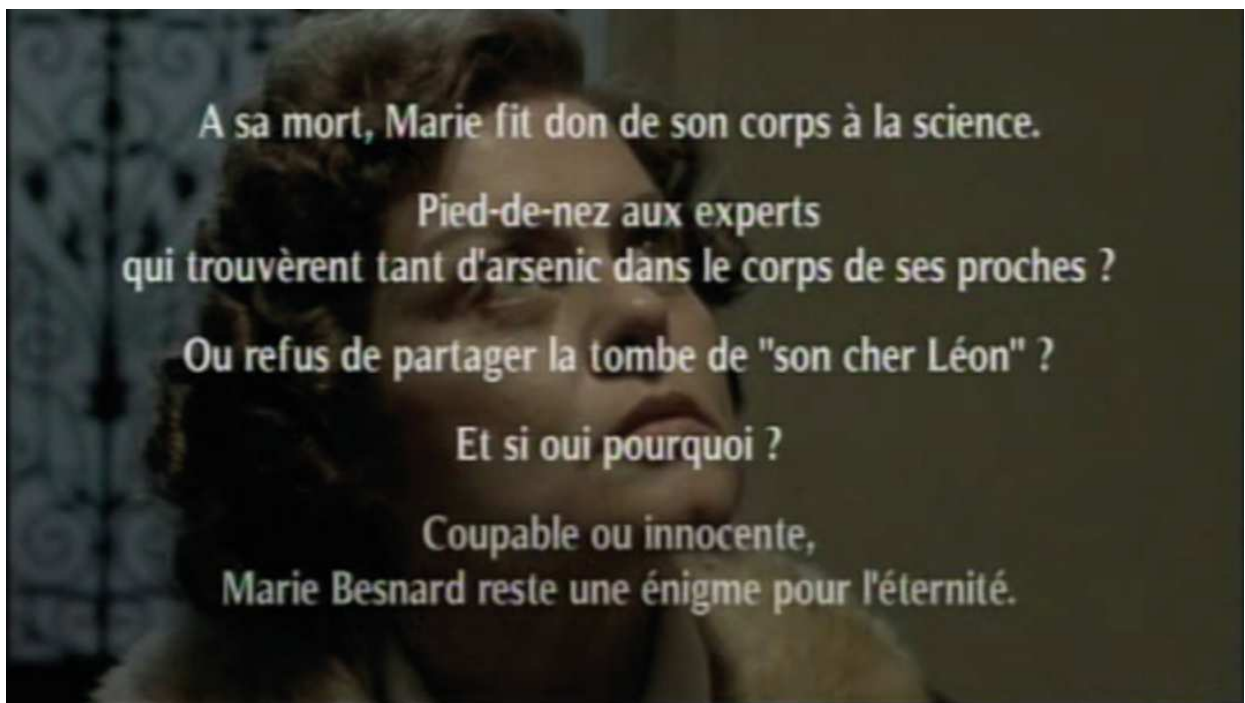 A sa mort, Marie fit don de son corps à la science.
Pied-de-nez aux experts
qui trouvèrent tant d'arsenic dans le corps de ses proches ?
Ou refus de partager la tombe de "son cher Léon" ?
Et si oui pourquoi ?
Coupable ou innocente,
Marie Besnard reste une énigme pour l'éternité.